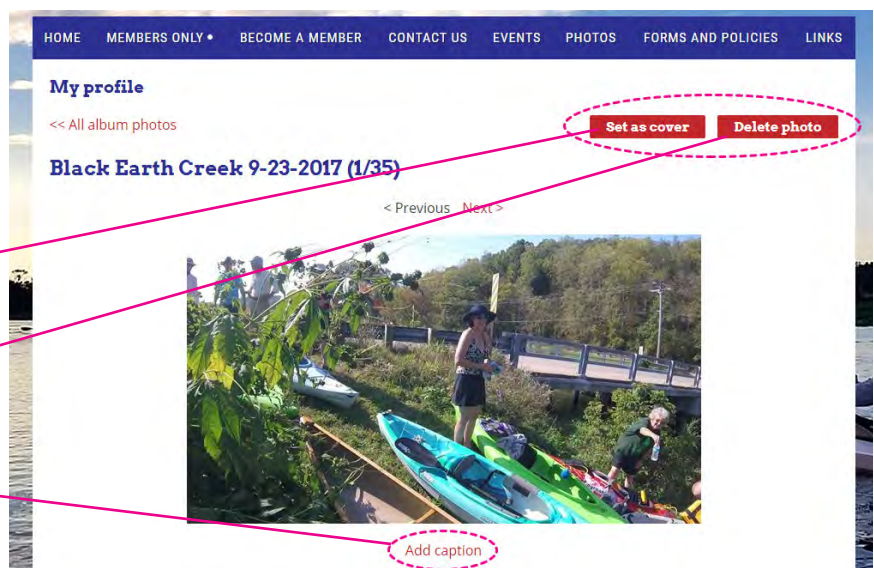 HOME MEMBERS ONLY • BECOME A MEMBER CONTACT US EVENTS PHOTOS FORMS AND POLICIES LINKS
My profile
<< All album photos Set as cover Delete photo
Black Earth Creek 9-23-2017 (1/35)
< Previous Next >
Add caption